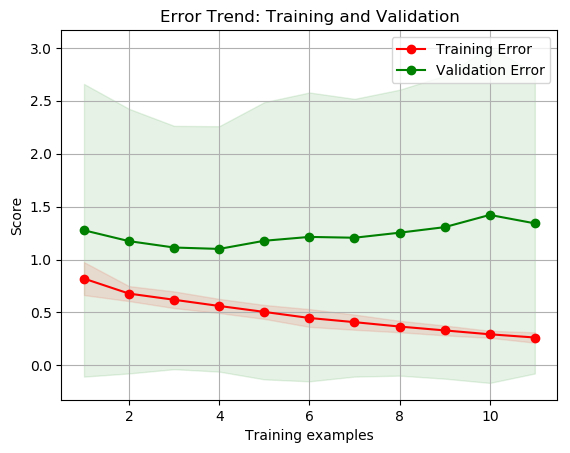 Error Trend: Training and Validation
Training Error
Validation Error
3.0
2.5
2.0
1.5
1.0
0.5
0.0
Score
2
4
6
8
10
Training examples